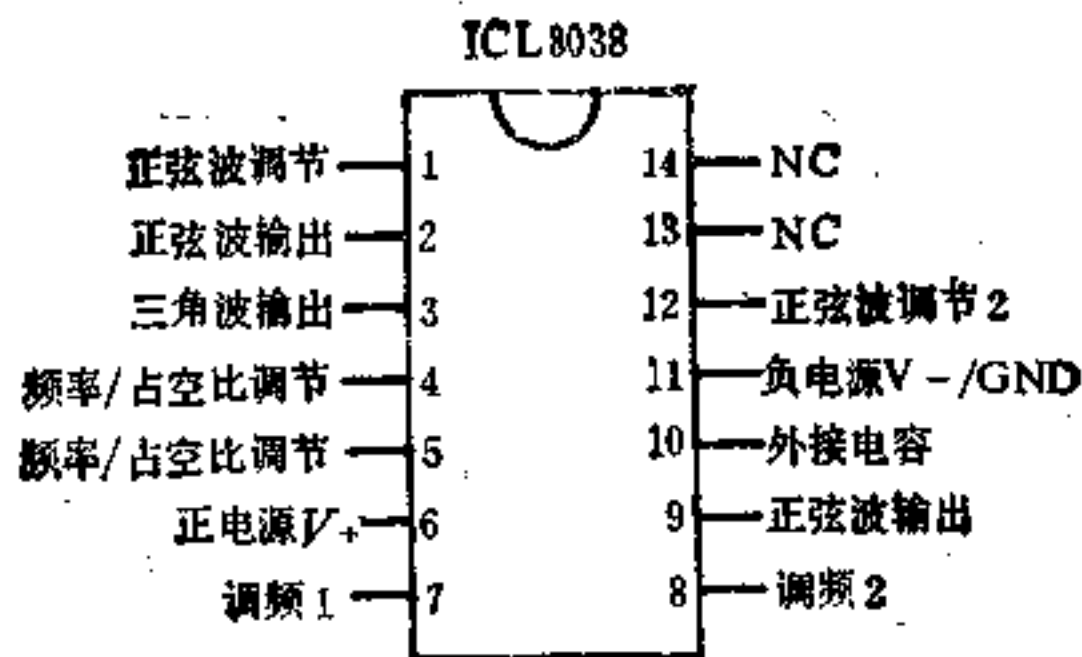 ICL8038
正弦波调节 1
正弦波输出 2
三角波输出 3
频率/占空比调节 4
频率/占空比调节 5
正电源V+ 6
调频1 7
14 NC
13 NC
12 正弦波调节2
11 负电源V-/GND
10 外接电容
9 正弦波输出
8 调频2